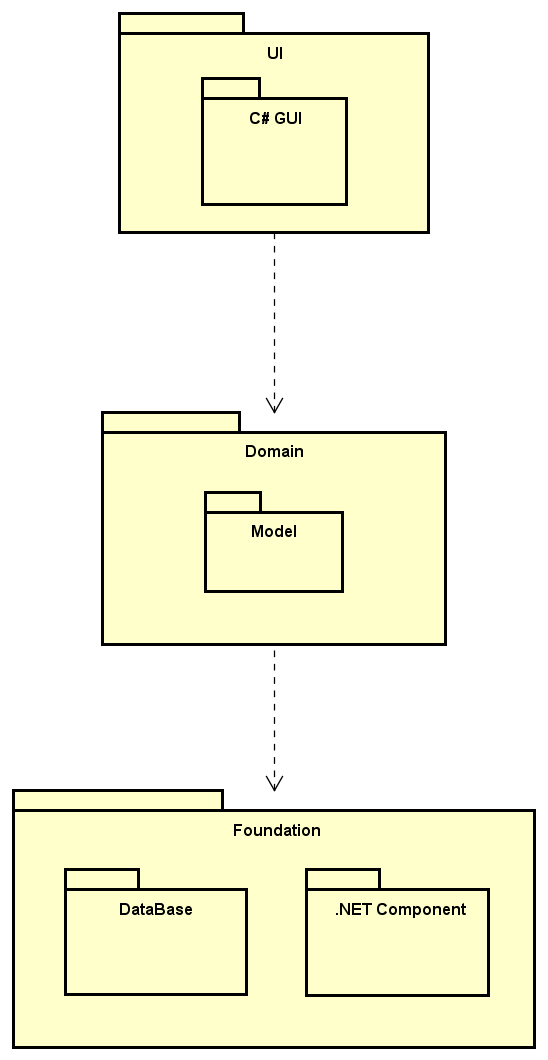 UI
C# GUI
Domain
Model
Foundation
DataBase
.NET Component